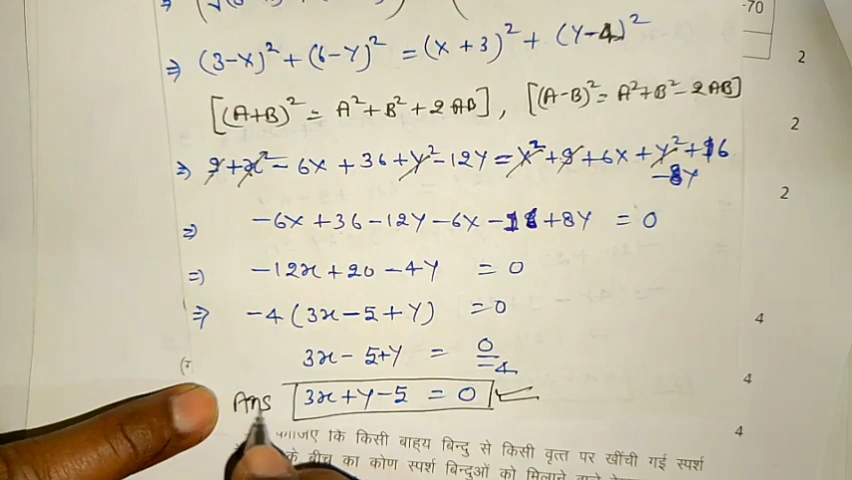 -70
⇒ (3-x)² + (6-y)² = (x+3)² + (y-4)²
2
[(A+B)² = A²+B²+2AB], [(A-B)² = A²+B²-2AB]
2
⇒ 9+x²-6x+36+y²-12y = x²+9+6x+y²+16
-8y
2
⇒ -6x+36-12y-6x-16+8y = 0
⇒ -12x+20-4y = 0
⇒ -4(3x-5+y) = 0
4
3x-5+y = 0/-4
4
Ans 3x+y-5 = 0
4
कि किसी बाह्य बिन्दु से किसी वृत्त पर खींची गई स्पर्श
के बीच का कोण स्पर्श बिन्दुओं को मिलाने वाले